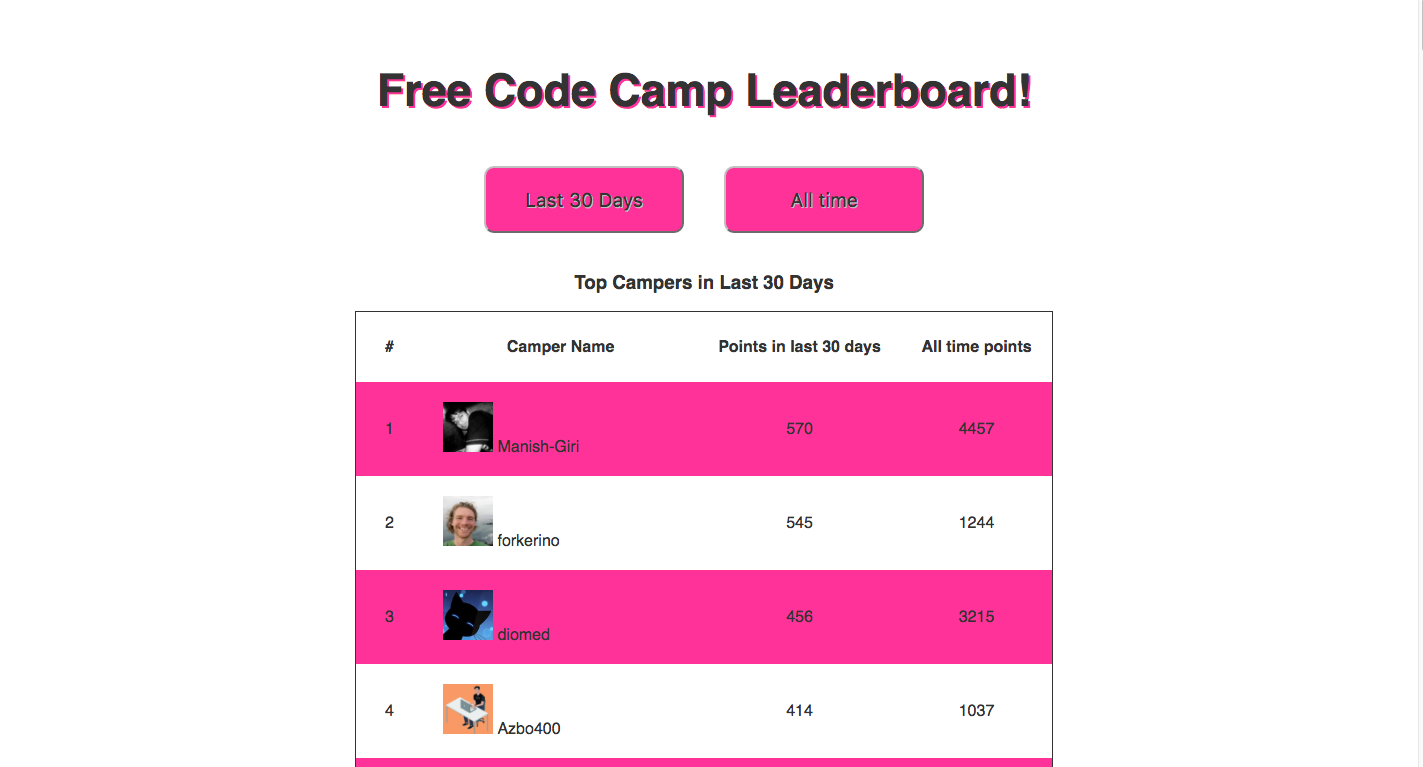 Free Code Camp Leaderboard!
Last 30 Days All time
Top Campers in Last 30 Days
# Camper Name Points in last 30 days All time points
1 Manish-Giri 570 4457
2 forkerino 545 1244
3 diomed 456 3215
4 Azbo400 414 1037